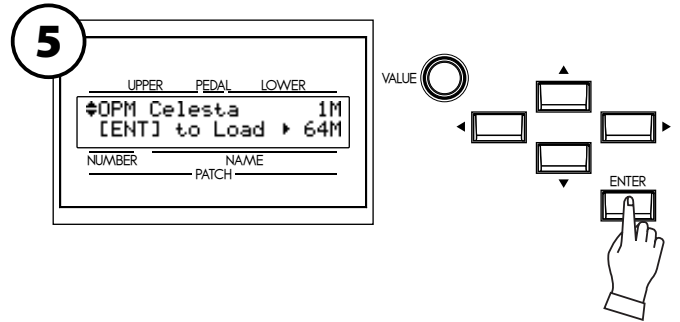 5
UPPER PEDAL LOWER
OPM Celesta 1M
[ENT] to Load ▶ 64M
NUMBER NAME
PATCH
VALUE
ENTER